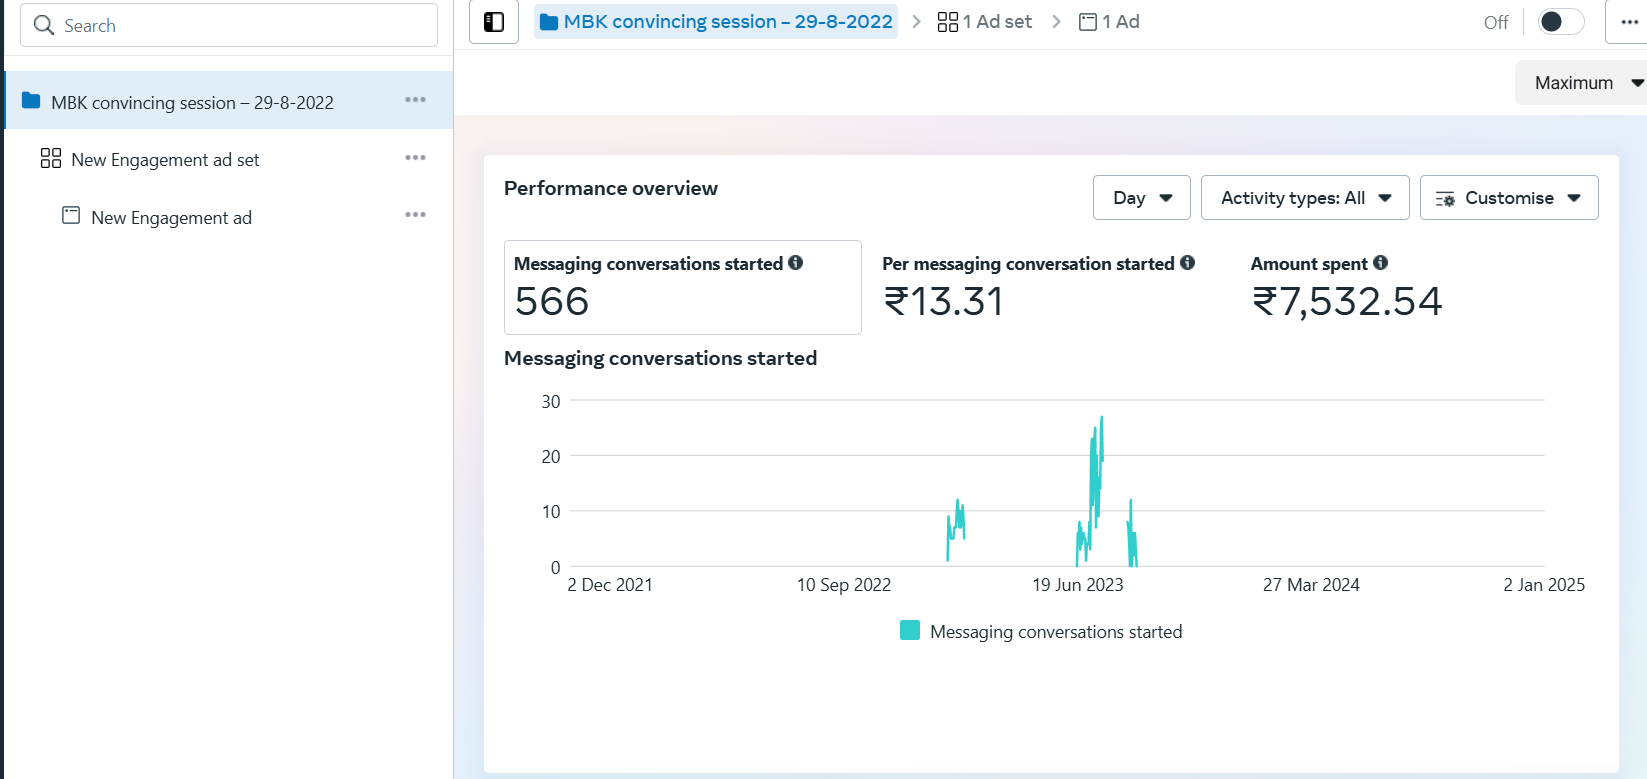 Search
MBK convincing session – 29-8-2022
New Engagement ad set
New Engagement ad
MBK convincing session – 29-8-2022 > 1 Ad set > 1 Ad
Off
Maximum
Performance overview
Day
Activity types: All
Customise
Messaging conversations started
566
Per messaging conversation started
₹13.31
Amount spent
₹7,532.54
Messaging conversations started
30
20
10
0
2 Dec 2021
10 Sep 2022
19 Jun 2023
27 Mar 2024
2 Jan 2025
Messaging conversations started